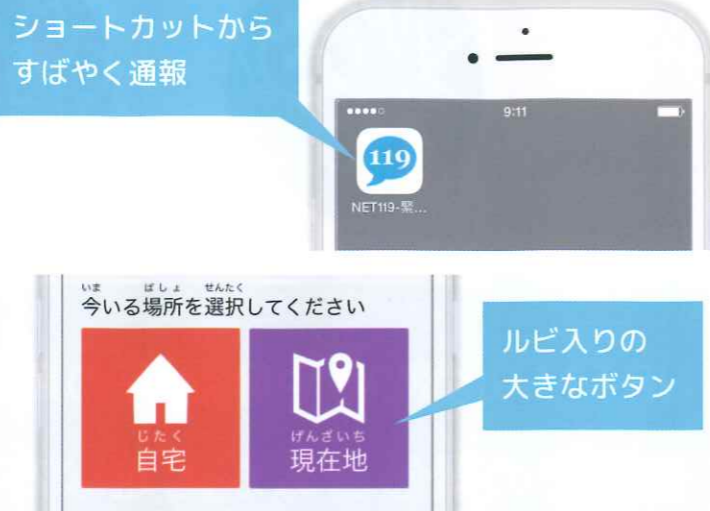 ショートカットから
すばやく通報
9:11
119
NET119-緊...
いま ばしょ せんたく
今いる場所を選択してください
じたく
自宅
げんざいち
現在地
ルビ入りの
大きなボタン